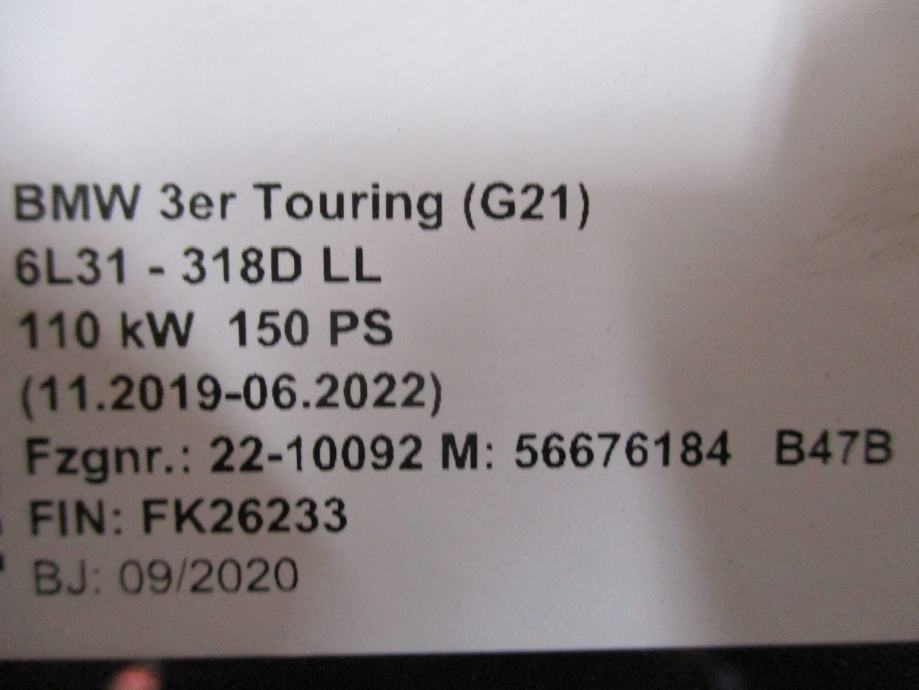 BMW 3er Touring (G21)
6L31 - 318D LL
110 kW 150 PS
(11.2019-06.2022)
Fzgnr.: 22-10092 M: 56676184 B47B
FIN: FK26233
BJ: 09/2020